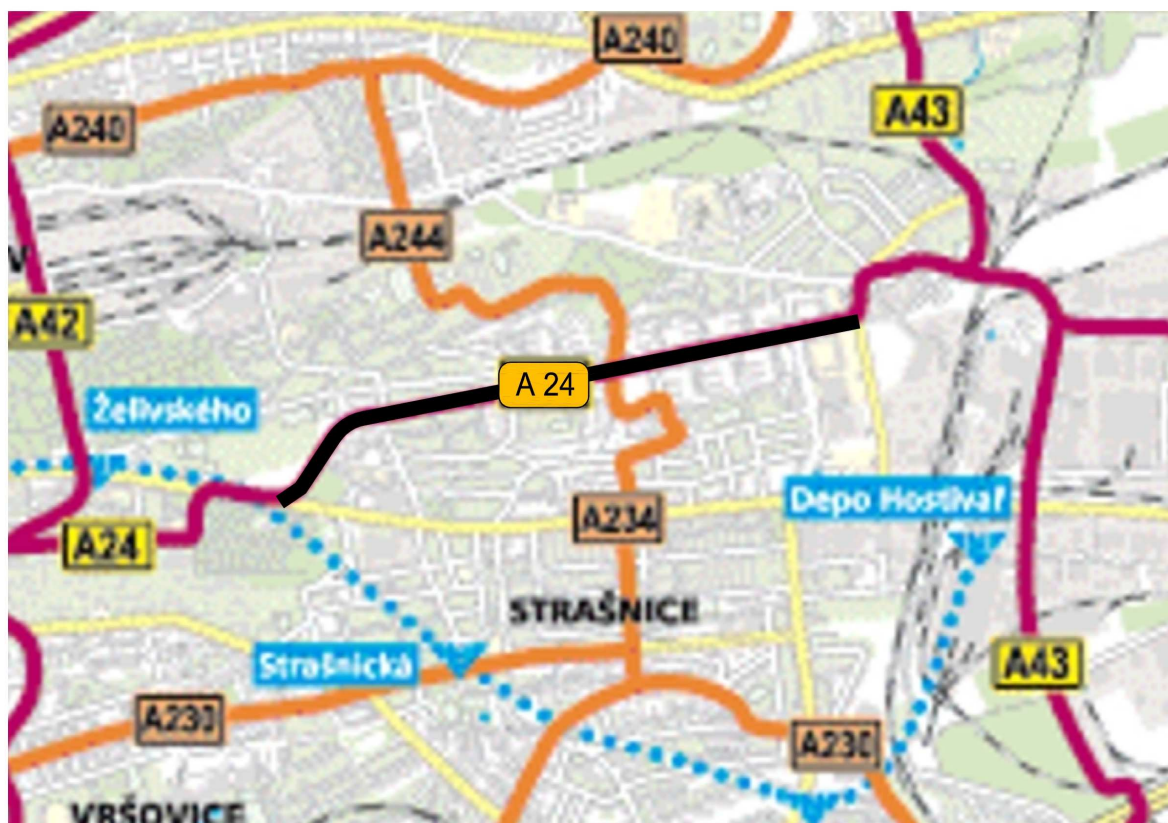 A240
A240
A43
A244
A42
A 24
Želivského
Depo Hostivař
A24
A234
STRAŠNICE
Strašnická
A43
A230
A230
VRŠOVICE